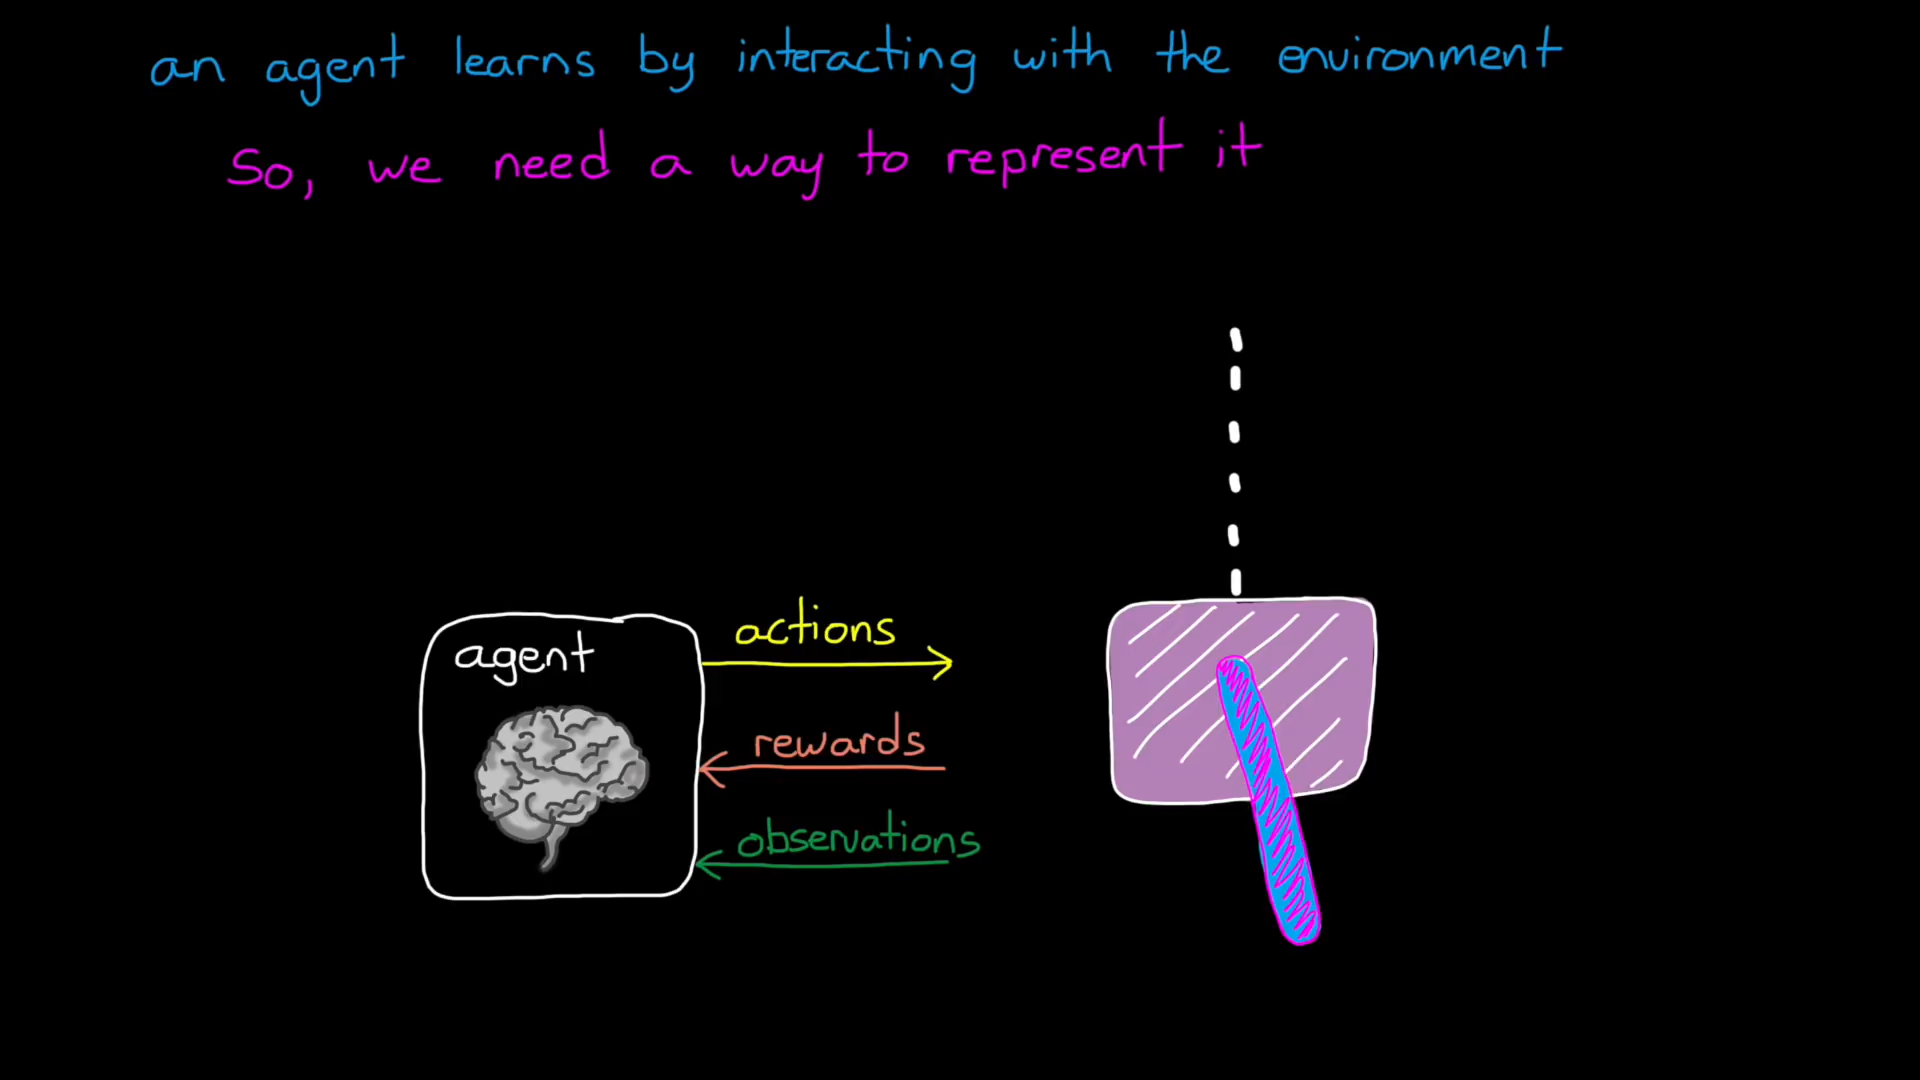 an agent learns by interacting with the environment
So, we need a way to represent it
agent
actions
rewards
observations